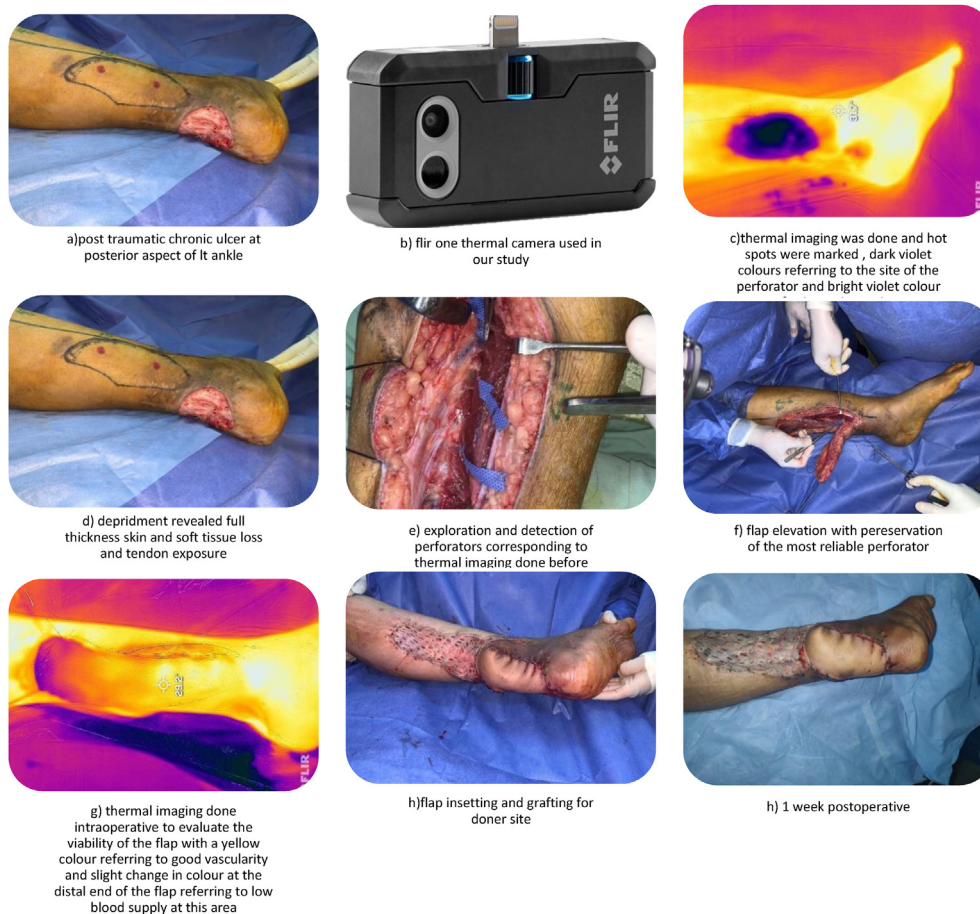 FLIR
31.2°
FLIR
a)post traumatic chronic ulcer at
posterior aspect of lt ankle
b) flir one thermal camera used in
our study
c)thermal imaging was done and hot
spots were marked , dark violet
colours referring to the site of the
perforator and bright violet colour
d) depridment revealed full
thickness skin and soft tissue loss
and tendon exposure
e) exploration and detection of
perforators corresponding to
thermal imaging done before
f) flap elevation with pereservation
of the most reliable perforator
FLIR
g) thermal imaging done
intraoperative to evaluate the
viability of the flap with a yellow
colour referring to good vascularity
and slight change in colour at the
distal end of the flap referring to low
blood supply at this area
h)flap insetting and grafting for
doner site
h) 1 week postoperative